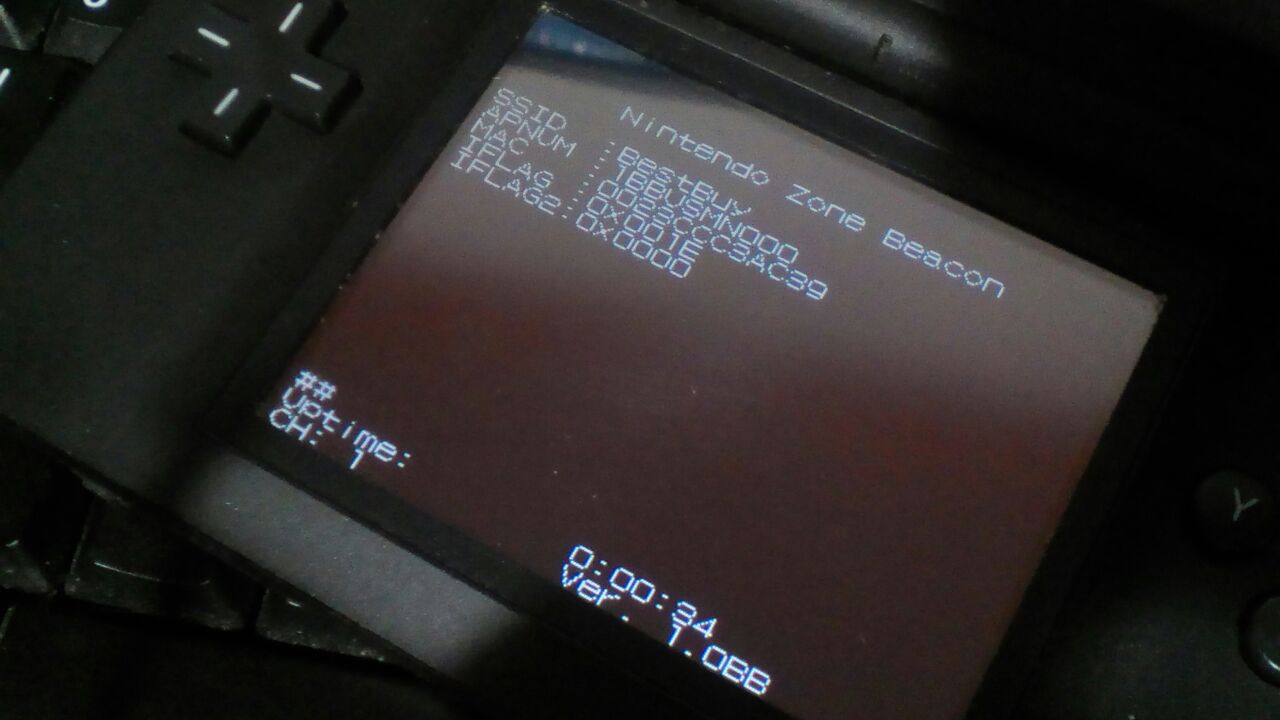 Nintendo Zone Beacon
SSID : BestBuy
APNUM : 1BBUSMN000
MAC : 0023CCC3AC39
IFLAG : 0X001E
IFLAG2: 0X0000
##
Uptime: 0:00:34
CH: 1 Ver. 1.0BB
Y